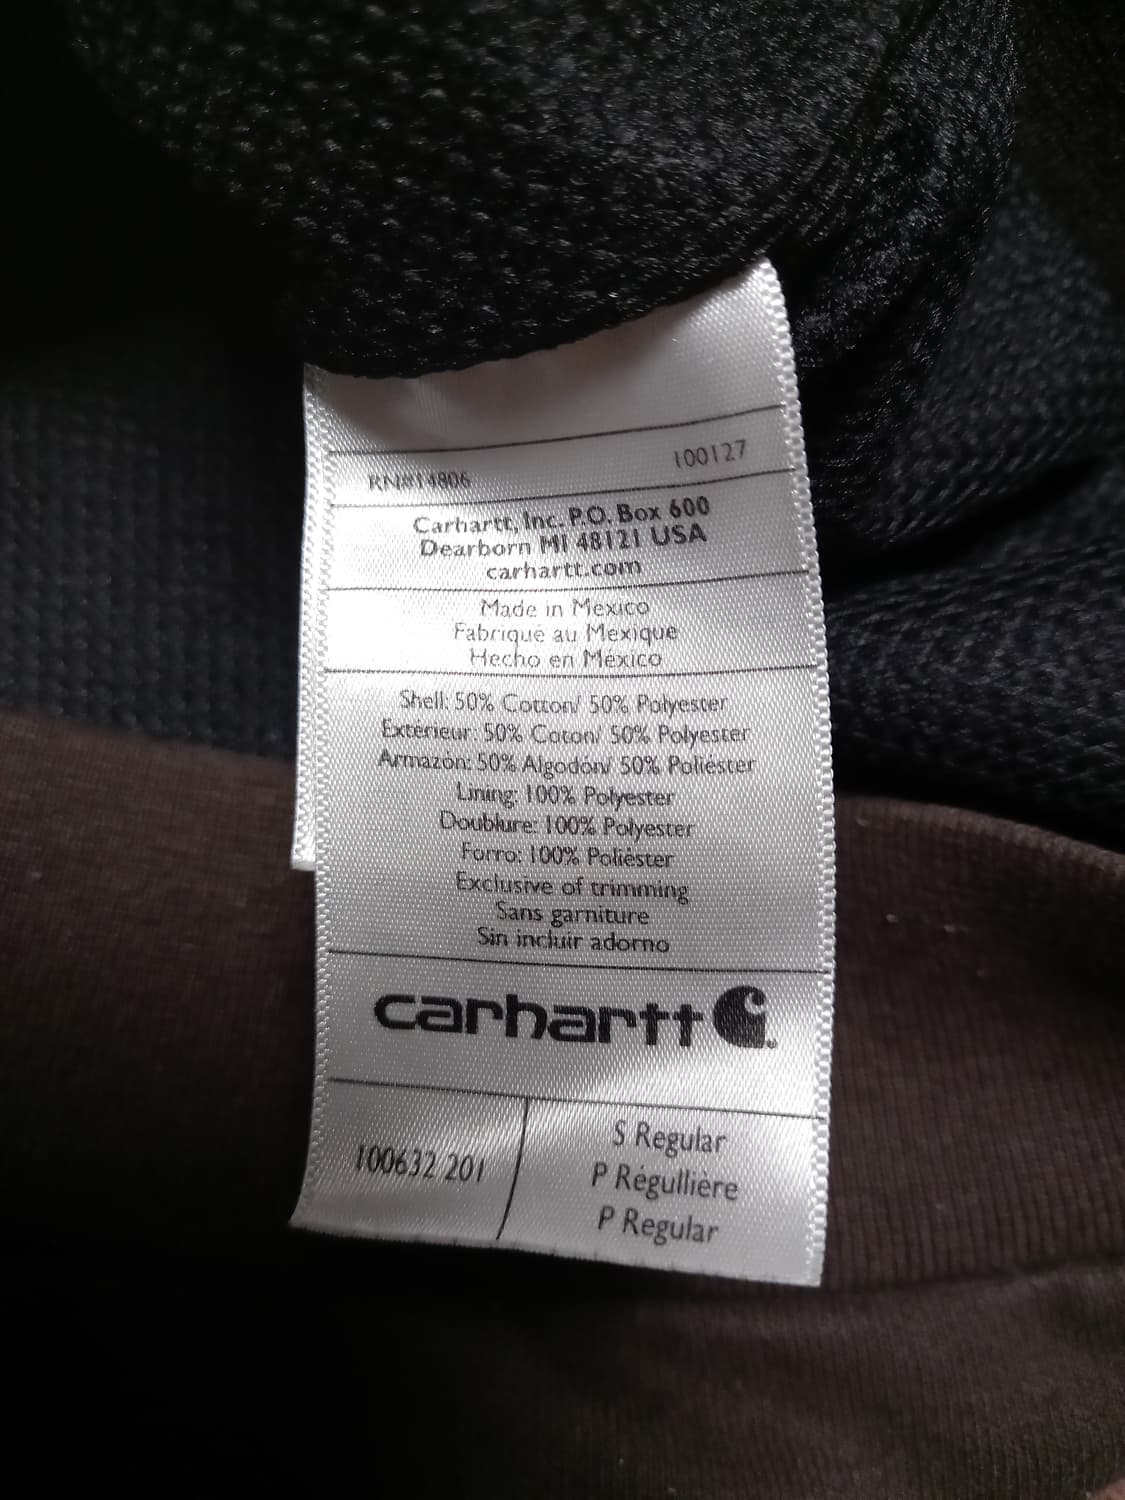 RN#14806 100127
Carhartt, Inc. P.O. Box 600
Dearborn MI 48121 USA
carhartt.com
Made in Mexico
Fabriqué au Mexique
Hecho en México
Shell: 50% Cotton/ 50% Polyester
Extérieur: 50% Coton/ 50% Polyester
Armazón: 50% Algodón/ 50% Poliéster
Lining: 100% Polyester
Doublure: 100% Polyester
Forro: 100% Poliéster
Exclusive of trimming
Sans garniture
Sin incluir adorno
carhartt
100632 201
S Regular
P Régullière
P Regular